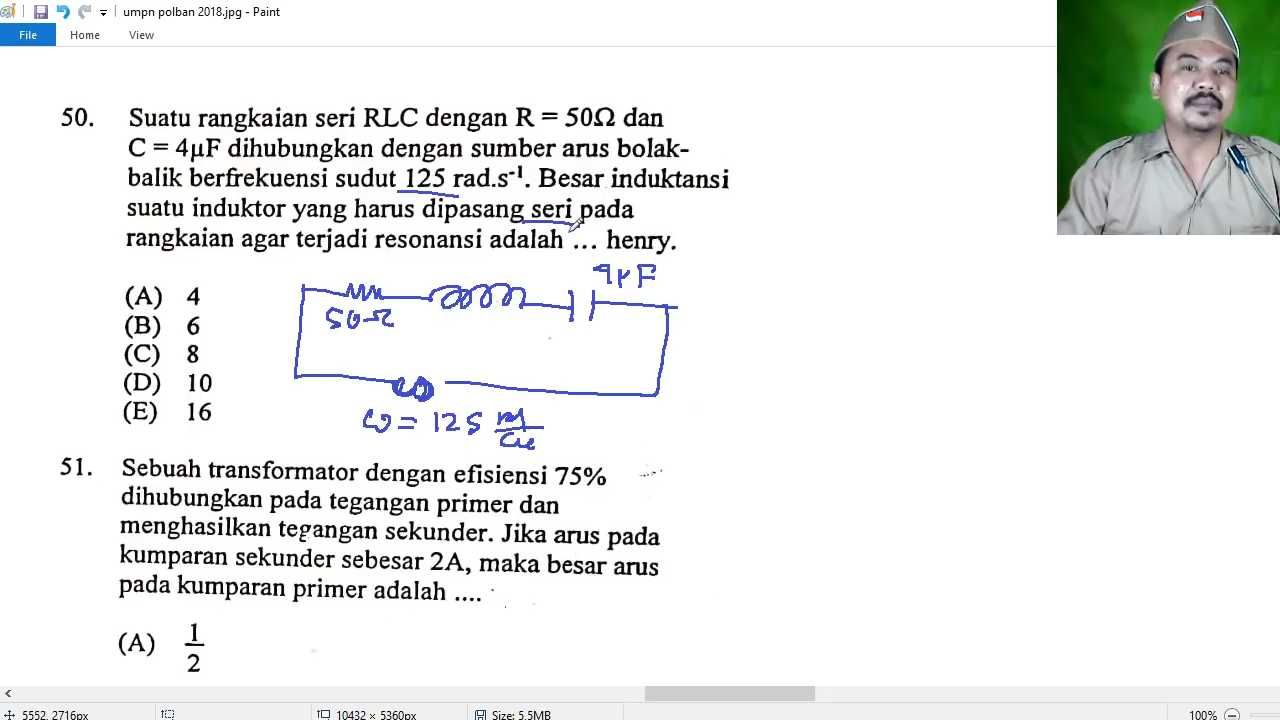 umpn polban 2018.jpg - Paint
File Home View
50. Suatu rangkaian seri RLC dengan R = 50Ω dan
C = 4μF dihubungkan dengan sumber arus bolak-
balik berfrekuensi sudut 125 rad.s⁻¹. Besar induktansi
suatu induktor yang harus dipasang seri pada
rangkaian agar terjadi resonansi adalah ... henry.
4μF
(A) 4
50Ω
(B) 6
(C) 8
(D) 10
(E) 16
ω = 125
51. Sebuah transformator dengan efisiensi 75%
dihubungkan pada tegangan primer dan
menghasilkan tegangan sekunder. Jika arus pada
kumparan sekunder sebesar 2A, maka besar arus
pada kumparan primer adalah ....
(A) 1/2
5552, 2716px 10432 × 5360px Size: 5.5MB 100%